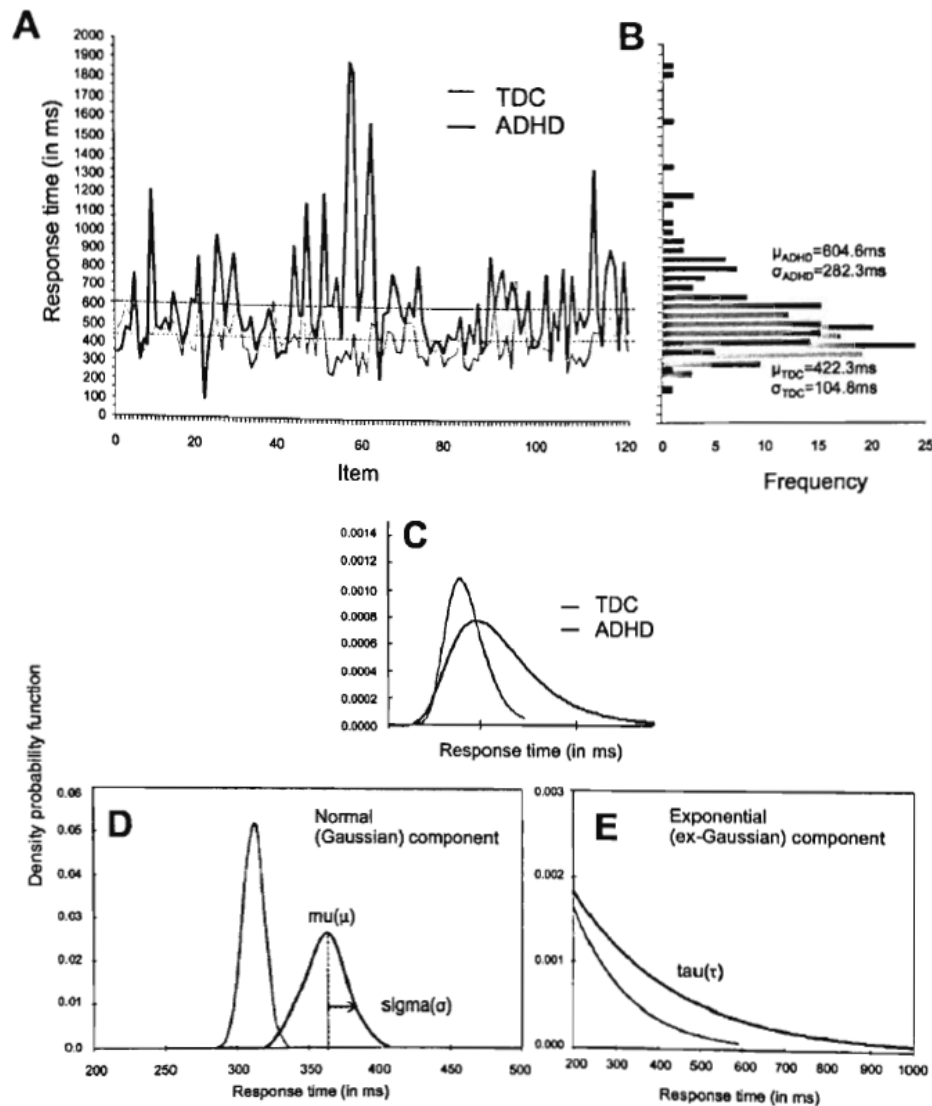 A
Response time (in ms)
2000
1900
1800
1700
1600
1500
1400
1300
1200
1100
1000
900
800
700
600
500
400
300
200
100
0
TDC
ADHD
0 20 40 60 80 100 120
Item
B
μADHD=604.6ms
σADHD=282.3ms
μTDC=422.3ms
σTDC=104.8ms
0 5 10 15 20 25
Frequency
C
0.0014
0.0012
0.0010
0.0008
0.0006
0.0004
0.0002
0.0000
TDC
ADHD
Response time (in ms)
Density probability function
D
0.06
0.05
0.04
0.03
0.02
0.01
0.0
Normal
(Gaussian) component
mu(μ)
sigma(σ)
200 250 300 350 400 450 500
Response time (in ms)
E
0.003
0.002
0.001
0.000
Exponential
(ex-Gaussian) component
tau(τ)
200 300 400 500 600 700 800 900 1000
Response time (in ms)